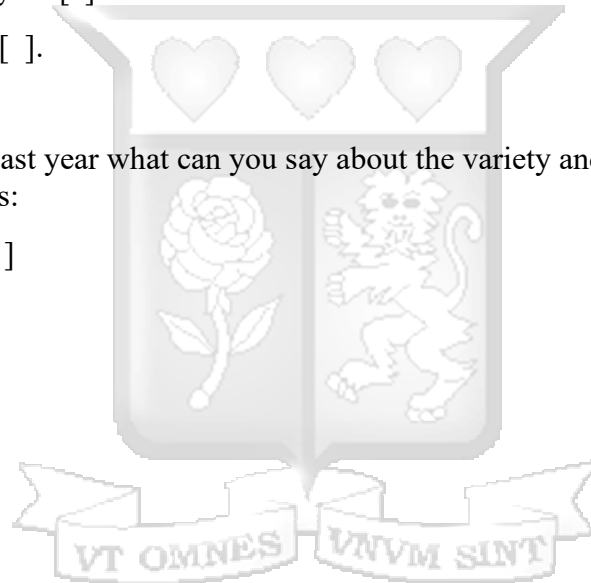 [ ]
[ ].
ast year what can you say about the variety and
s:
]
VT OMNES VNVM SINT